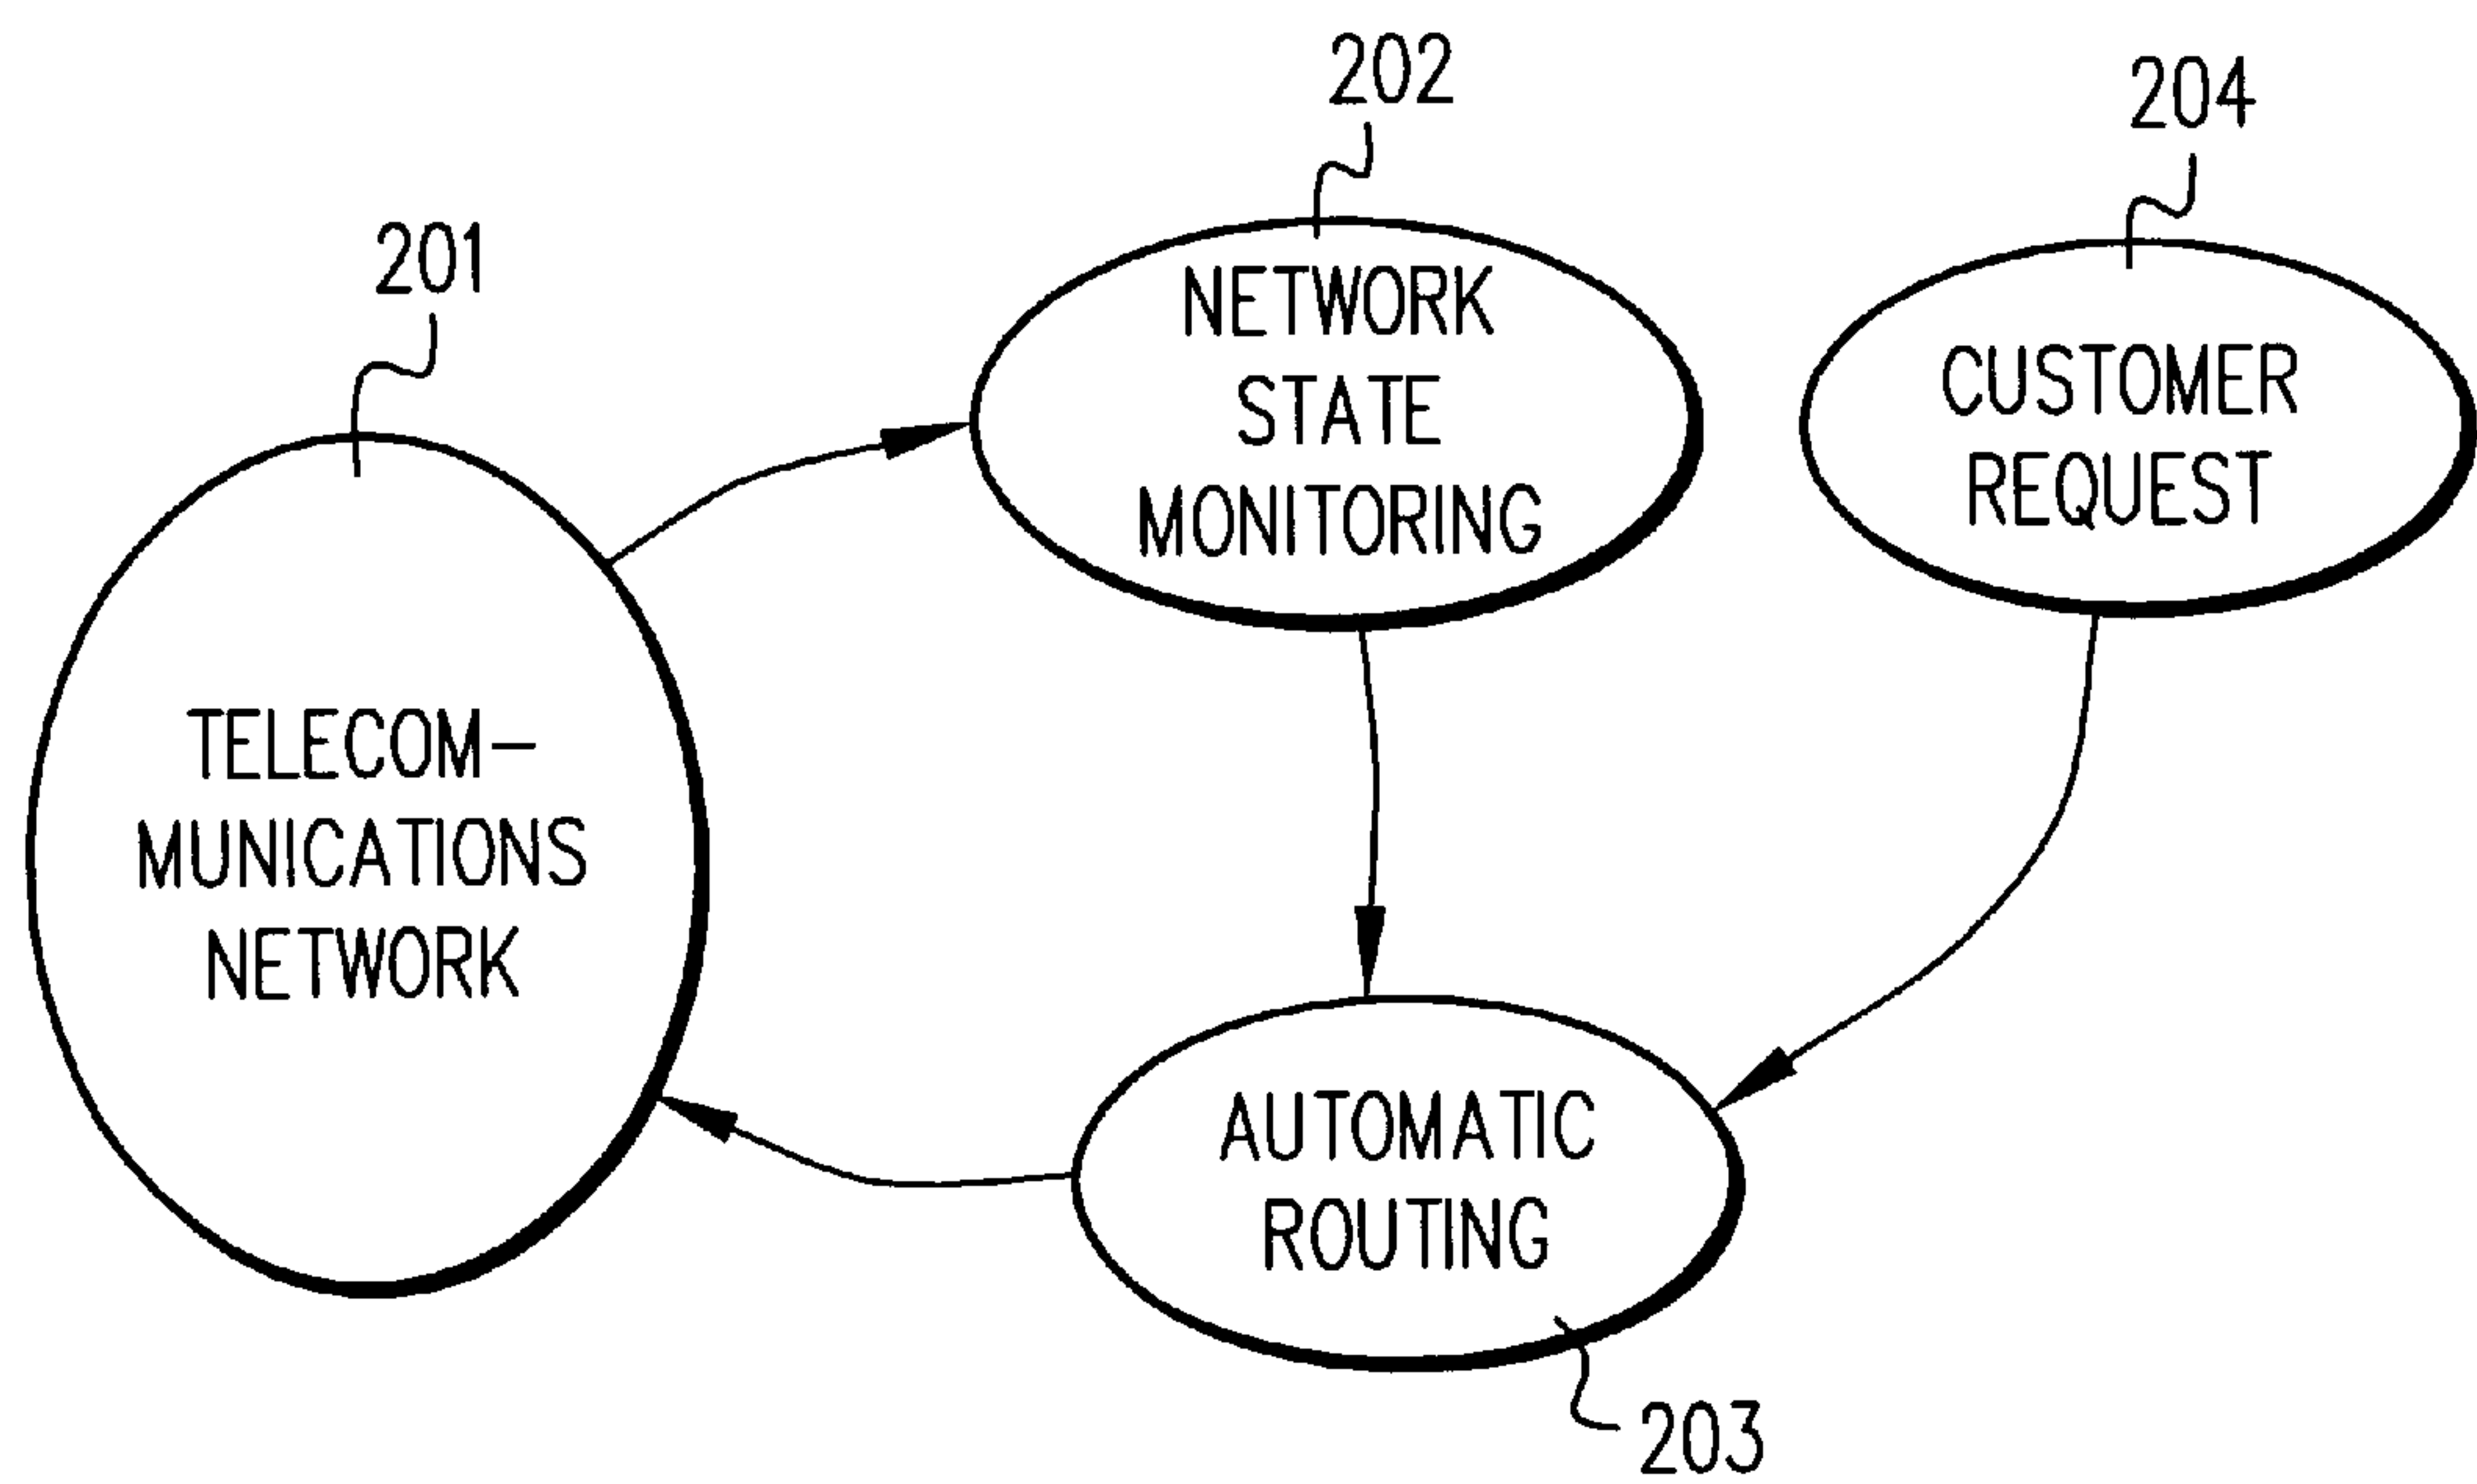 202
204
201
NETWORK
STATE
MONITORING
CUSTOMER
REQUEST
TELECOM-
MUNICATIONS
NETWORK
AUTOMATIC
ROUTING
203